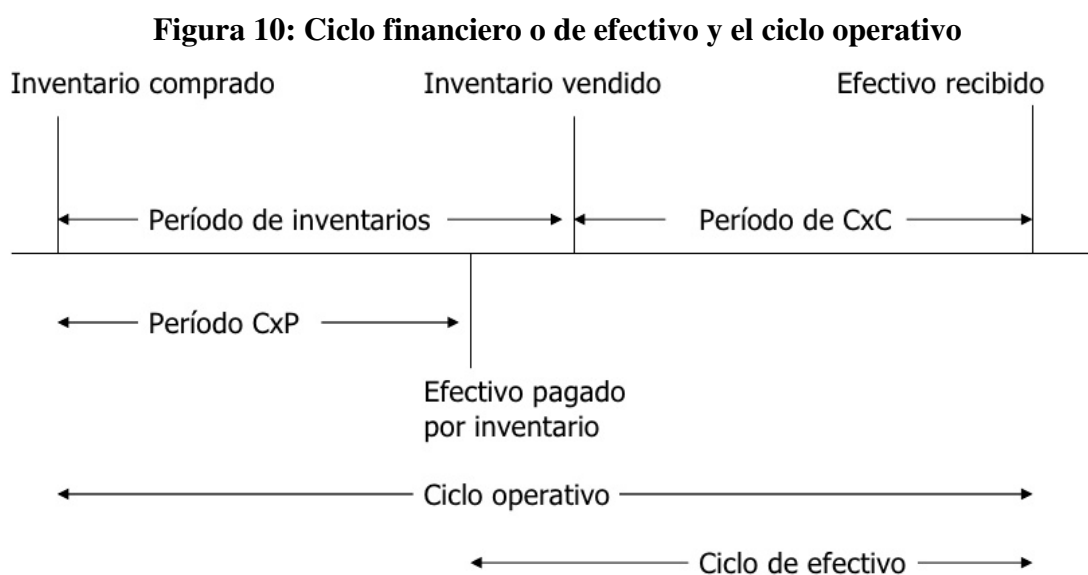 Figura 10: Ciclo financiero o de efectivo y el ciclo operativo
Inventario comprado
Inventario vendido
Efectivo recibido
Período de inventarios
Período de CxC
Período CxP
Efectivo pagado
por inventario
Ciclo operativo
Ciclo de efectivo